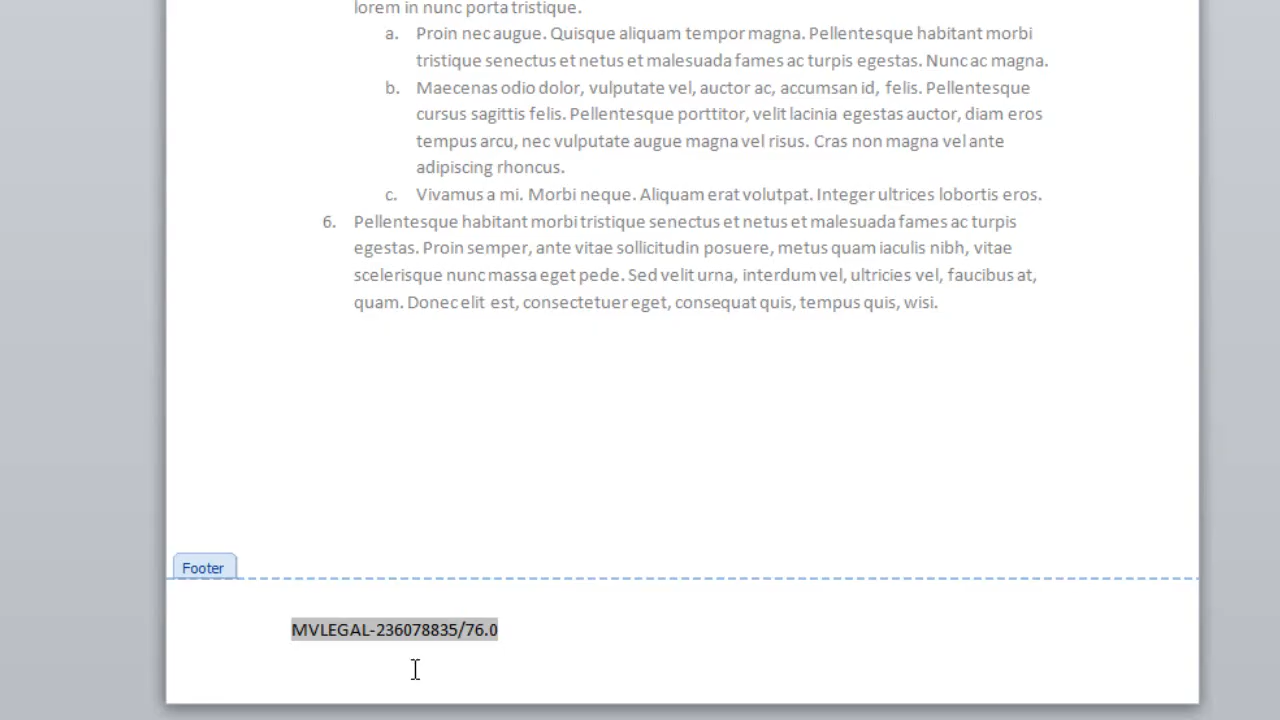 lorem in nunc porta tristique.
a. Proin nec augue. Quisque aliquam tempor magna. Pellentesque habitant morbi
tristique senectus et netus et malesuada fames ac turpis egestas. Nunc ac magna.
b. Maecenas odio dolor, vulputate vel, auctor ac, accumsan id, felis. Pellentesque
cursus sagittis felis. Pellentesque porttitor, velit lacinia egestas auctor, diam eros
tempus arcu, nec vulputate augue magna vel risus. Cras non magna vel ante
adipiscing rhoncus.
c. Vivamus a mi. Morbi neque. Aliquam erat volutpat. Integer ultrices lobortis eros.
6. Pellentesque habitant morbi tristique senectus et netus et malesuada fames ac turpis
egestas. Proin semper, ante vitae sollicitudin posuere, metus quam iaculis nibh, vitae
scelerisque nunc massa eget pede. Sed velit urna, interdum vel, ultricies vel, faucibus at,
quam. Donec elit est, consectetuer eget, consequat quis, tempus quis, wisi.
Footer
MVLEGAL-236078835/76.0